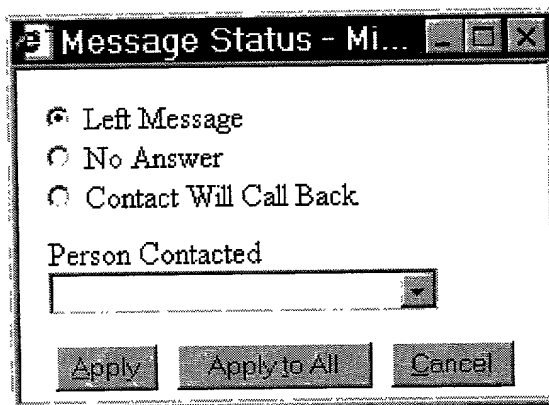 Message Status - Mi...
Left Message
No Answer
Contact Will Call Back
Person Contacted
Apply Apply to All Cancel